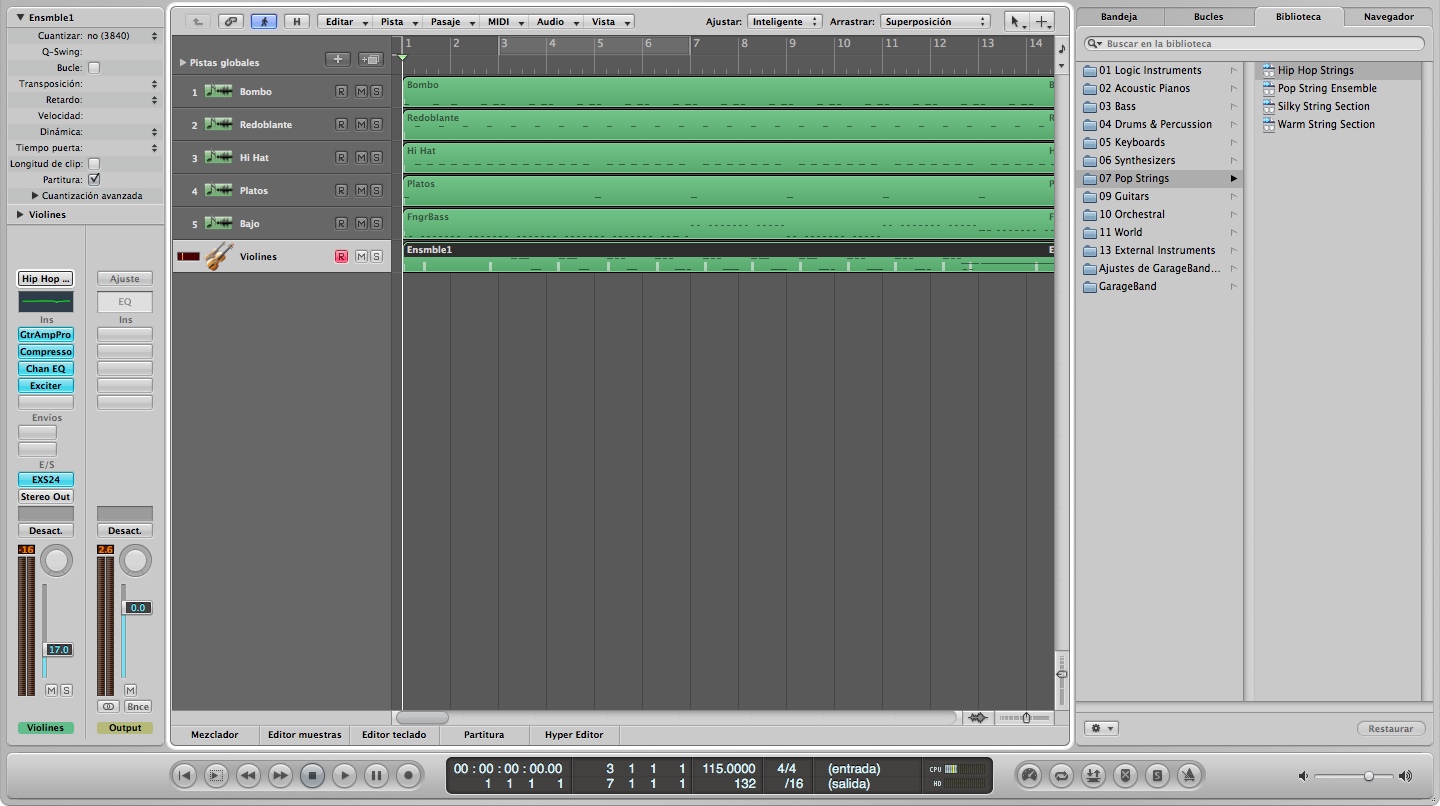 Ensmble1
Cuantizar: no (3840)
Q-Swing:
Bucle:
Transposición:
Retardo:
Velocidad:
Dinámica:
Tiempo puerta:
Longitud de clip:
Partitura:
Cuantización avanzada
Violines
Hip Hop ... Ajuste
EQ
Ins Ins
GtrAmpPro
Compresso
Chan EQ
Exciter
Envíos
E/S
EXS24
Stereo Out
Desact. Desact.
-16 2.6
0.0
17.0
M S M
Bnce
Violines Output
H Editar Pista Pasaje MIDI Audio Vista Ajustar: Inteligente Arrastrar: Superposición
1 2 3 4 5 6 7 8 9 10 11 12 13 14
Pistas globales
1 Bombo R M S
2 Redoblante R M S
3 Hi Hat R M S
4 Platos R M S
5 Bajo R M S
Violines R M S
Bombo B
Redoblante R
Hi Hat H
Platos P
FngrBass F
Ensmble1 E
Mezclador Editor muestras Editor teclado Partitura Hyper Editor
Bandeja Bucles Biblioteca Navegador
Buscar en la biblioteca
01 Logic Instruments
02 Acoustic Pianos
03 Bass
04 Drums & Percussion
05 Keyboards
06 Synthesizers
07 Pop Strings
09 Guitars
10 Orchestral
11 World
13 External Instruments
Ajustes de GarageBand...
GarageBand
Hip Hop Strings
Pop String Ensemble
Silky String Section
Warm String Section
Restaurar
00 : 00 : 00 : 00.00 3 1 1 1 115.0000 4/4 (entrada) CPU
1 1 1 1 7 1 1 1 132 /16 (salida) HD
S